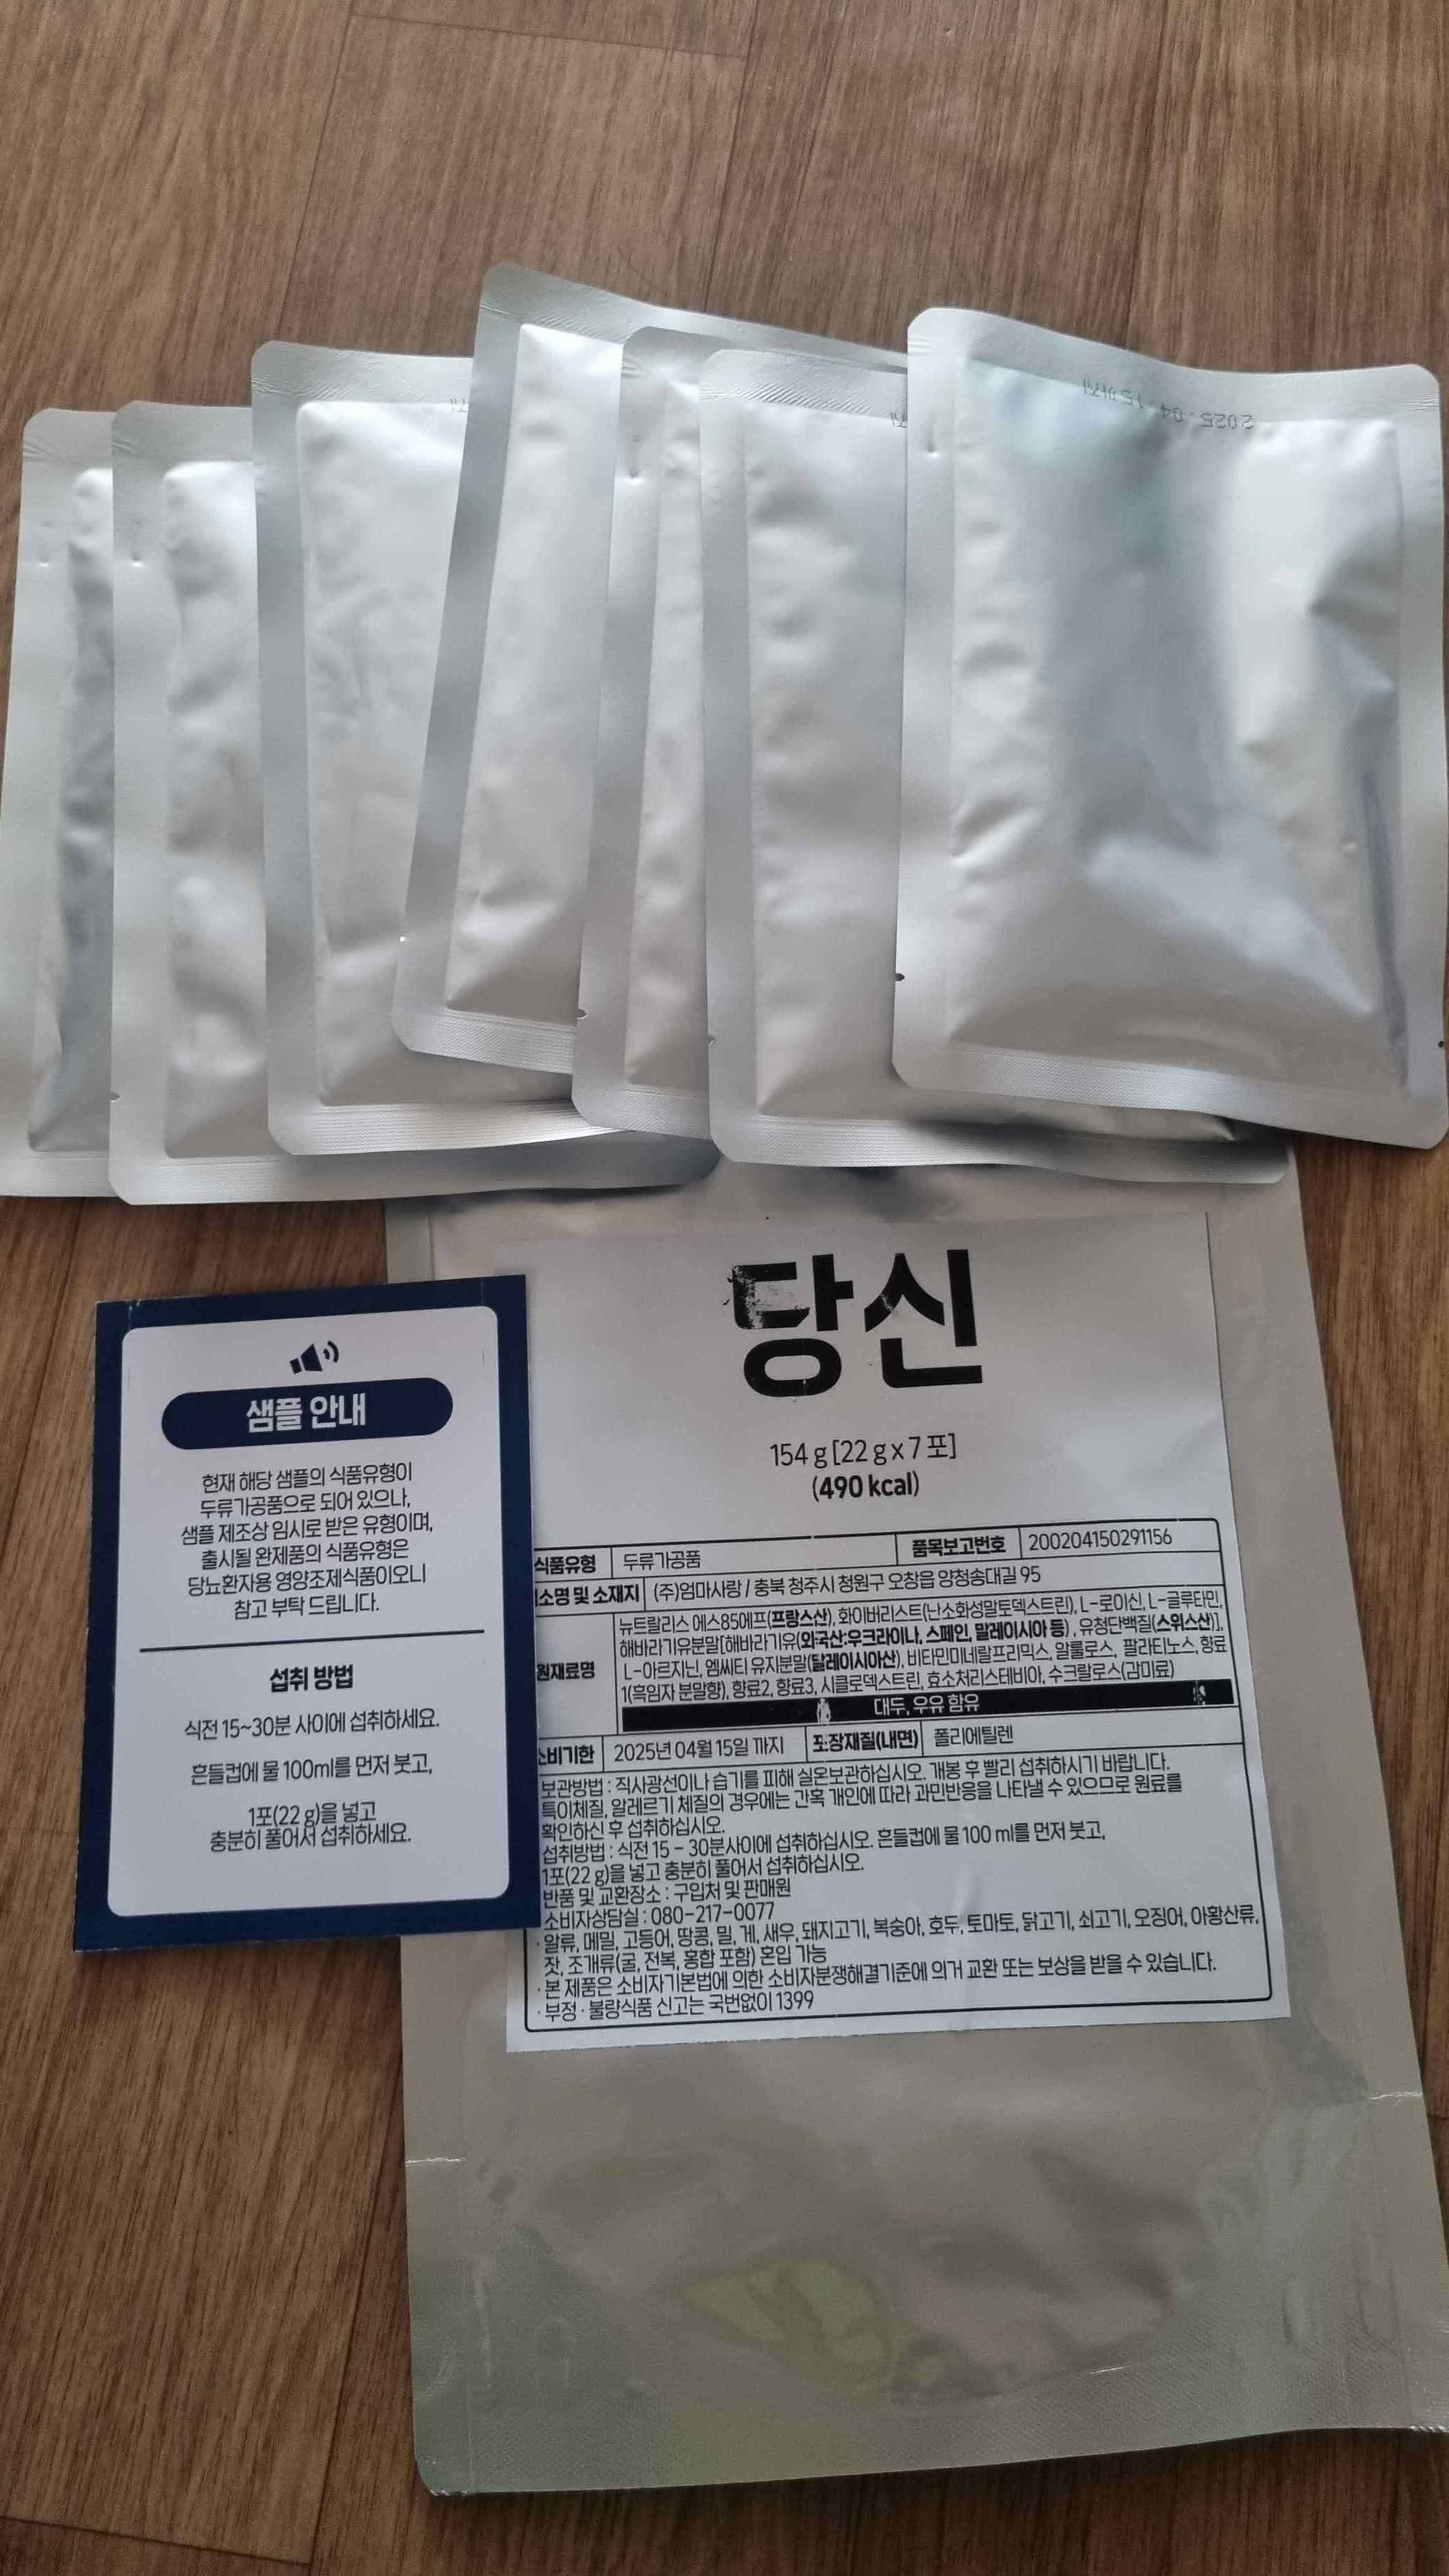 2025.04.15까지
당신
154 g [22 g x 7 포]
(490 kcal)
샘플 안내
현재 해당 샘플의 식품유형이
두류가공품으로 되어 있으나,
샘플 제조상 임시로 받은 유형이며,
출시될 완제품의 식품유형은
당뇨환자용 영양조제식품이오니
참고 부탁 드립니다.
섭취 방법
식전 15~30분 사이에 섭취하세요.
흔들컵에 물 100ml를 먼저 붓고,
1포(22 g)을 넣고
충분히 풀어서 섭취하세요.
식품유형 두류가공품 품목보고번호 200204150291156
소명 및 소재지 (주)엄마사랑 / 충북 청주시 청원구 오창읍 양청송대길 95
원재료명
뉴트랄리스 에스85에프(프랑스산), 화이버리스트(난소화성말토덱스트린), L-로이신, L-글루타민,
해바라기유분말[해바라기유(외국산:우크라이나, 스페인, 말레이시아 등), 유청단백질(스위스산)],
L-아르지닌, 엠씨티 유지분말(말레이시아산), 비타민미네랄프리믹스, 알룰로스, 팔라티노스, 향료
1(흑임자 분말향), 향료2, 향료3, 시클로덱스트린, 효소처리스테비아, 수크랄로스(감미료)
대두, 우유 함유
소비기한 2025년 04월 15일 까지 포장재질(내면) 폴리에틸렌
보관방법 : 직사광선이나 습기를 피해 실온보관하십시오. 개봉 후 빨리 섭취하시기 바랍니다.
특이체질, 알레르기 체질의 경우에는 간혹 개인에 따라 과민반응을 나타낼 수 있으므로 원료를
확인하신 후 섭취하십시오.
섭취방법 : 식전 15 - 30분사이에 섭취하십시오. 흔들컵에 물 100 ml를 먼저 붓고,
1포(22 g)을 넣고 충분히 풀어서 섭취하십시오.
반품 및 교환장소 : 구입처 및 판매원
소비자상담실 : 080-217-0077
· 알류, 메밀, 고등어, 땅콩, 밀, 게, 새우, 돼지고기, 복숭아, 호두, 토마토, 닭고기, 쇠고기, 오징어, 아황산류,
잣, 조개류(굴, 전복, 홍합 포함) 혼입 가능
· 본 제품은 소비자기본법에 의한 소비자분쟁해결기준에 의거 교환 또는 보상을 받을 수 있습니다.
· 부정 · 불량식품 신고는 국번없이 1399